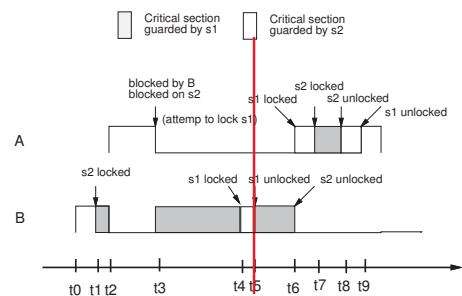 Critical section
guarded by s1
Critical section
guarded by s2
blocked by B
blocked on s2
(attemp to lock s1)
s1 locked
s2 locked
s2 unlocked
s1 unlocked
A
s2 locked
s1 locked
s1 unlocked
s2 unlocked
B
t0 t1 t2 t3 t4 t5 t6 t7 t8 t9